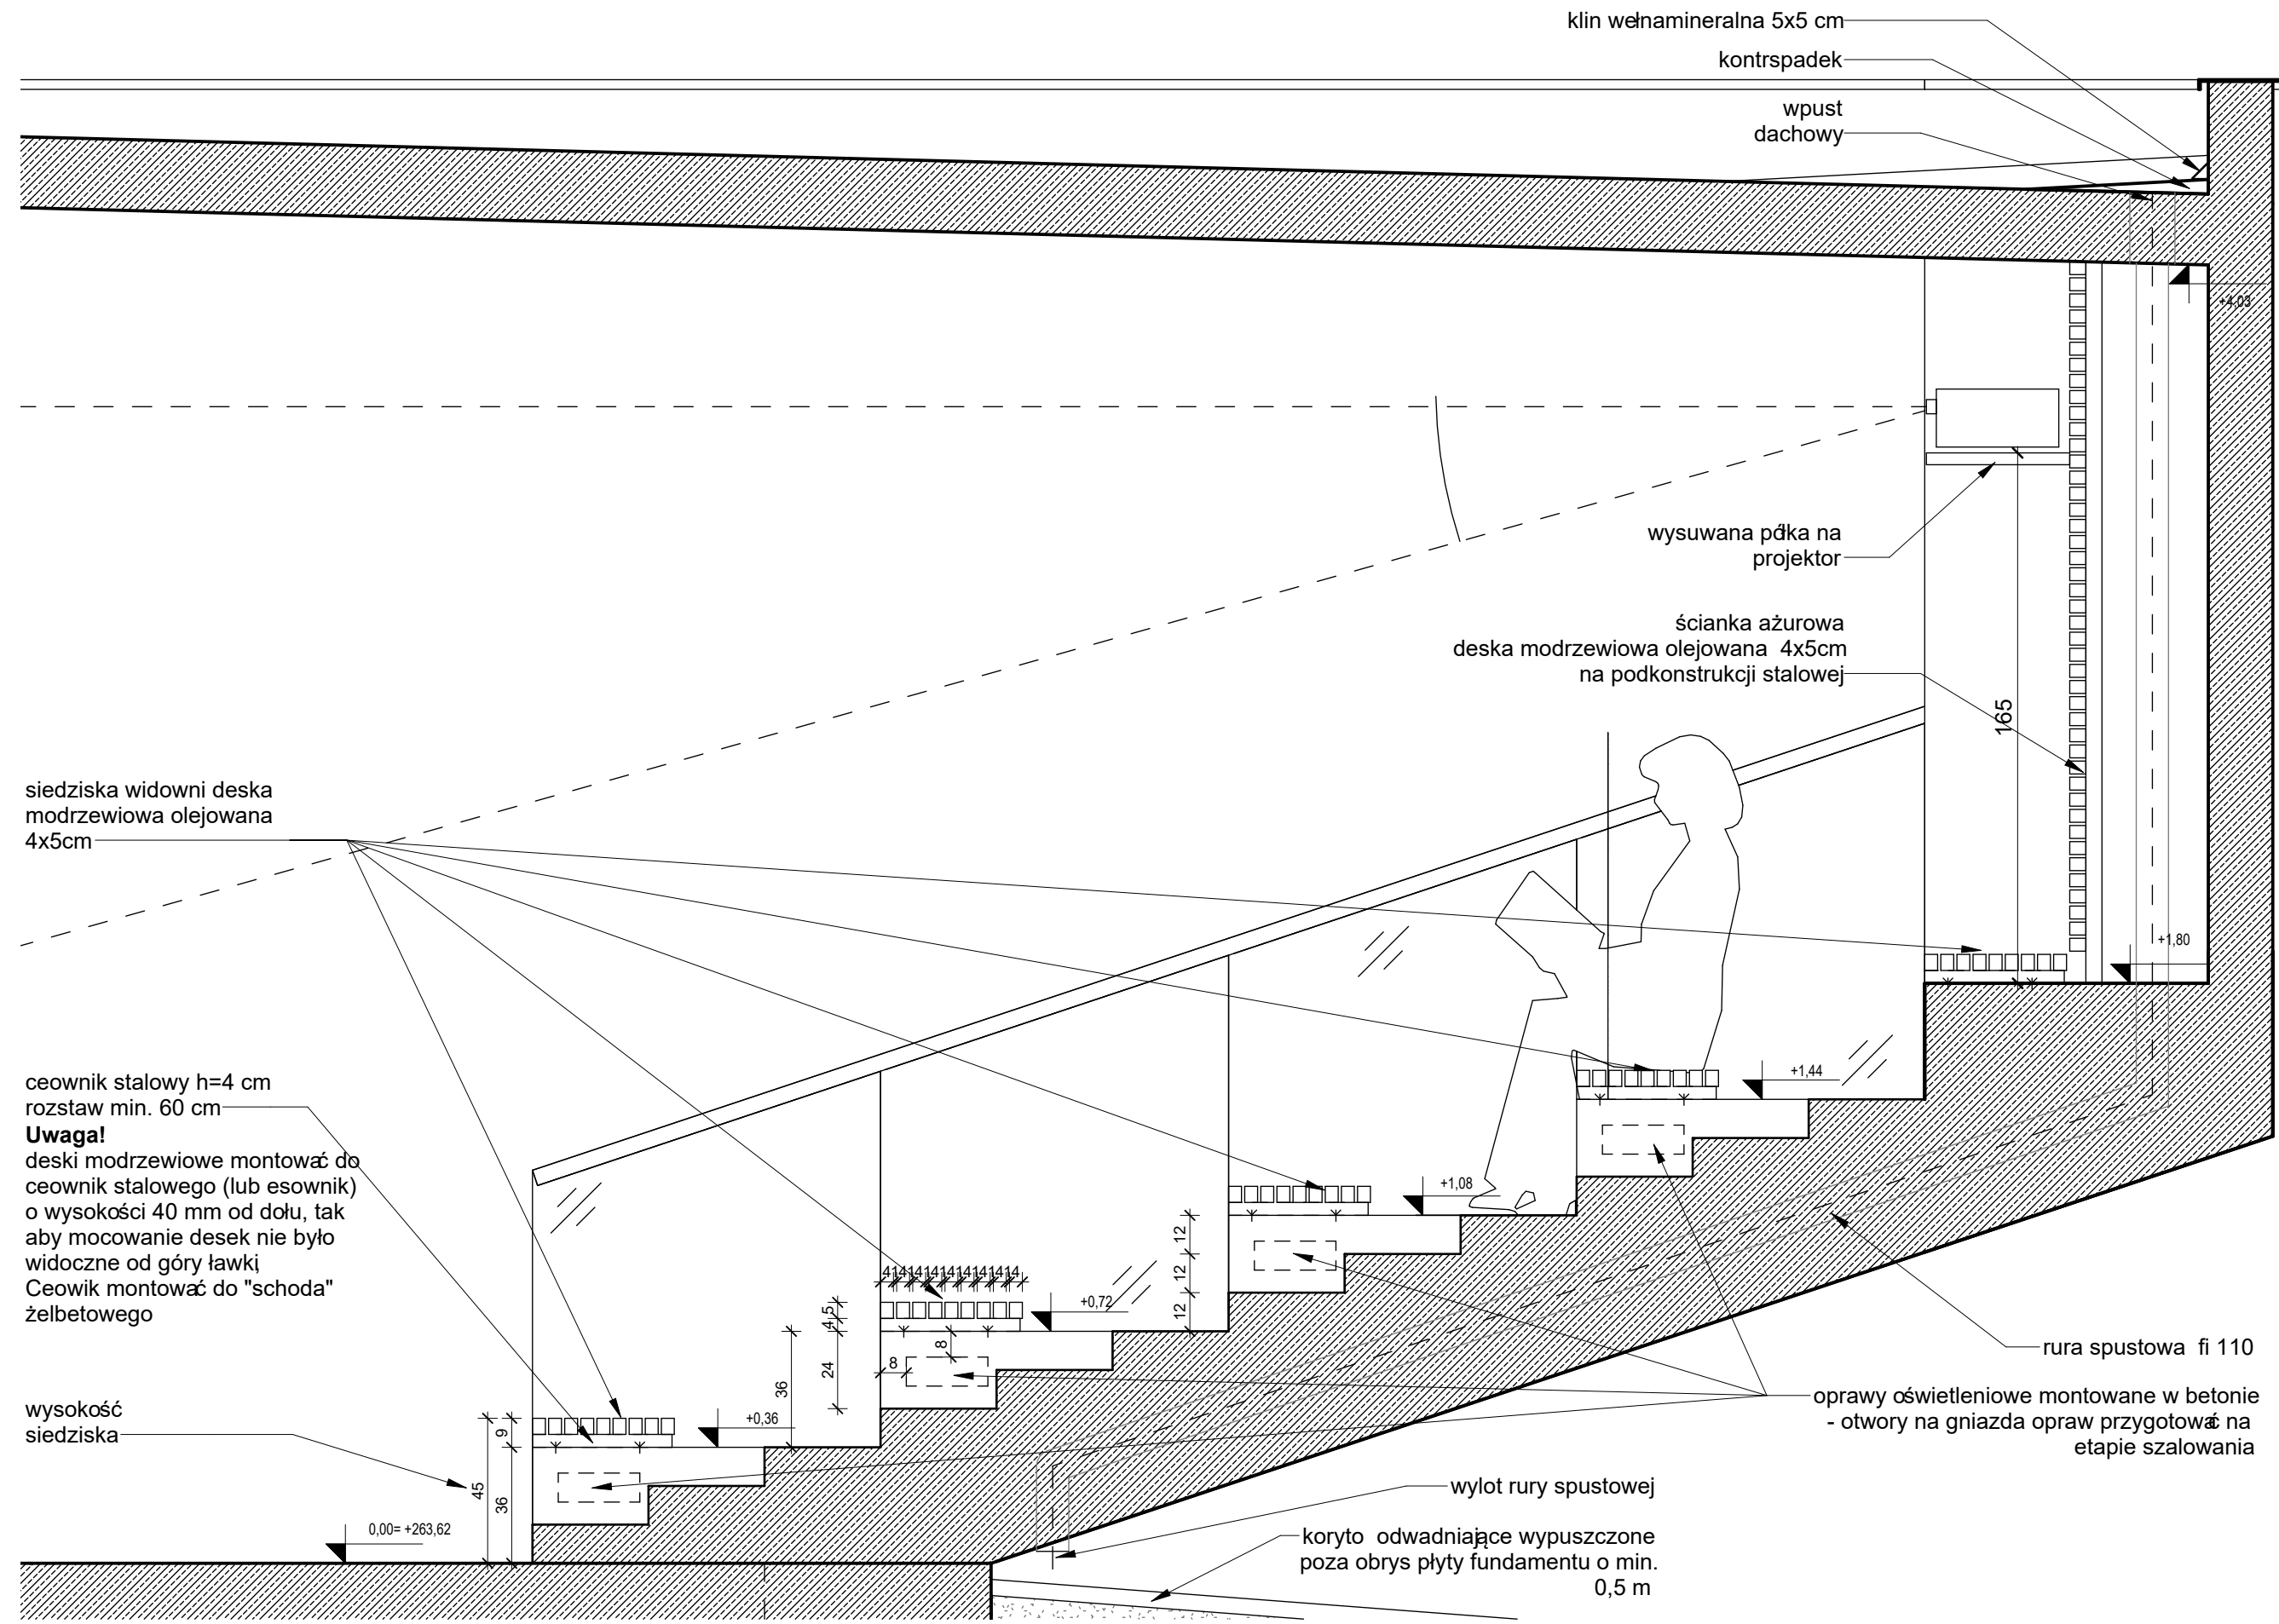 klin wełnamineralna 5x5 cm
kontrspadek
wpust
dachowy
+4,03
wysuwana półka na
projektor
ścianka ażurowa
deska modrzewiowa olejowana 4x5cm
na podkonstrukcji stalowej
165
siedziska widowni deska
modrzewiowa olejowana
4x5cm
+1,80
ceownik stalowy h=4 cm
rozstaw min. 60 cm
Uwaga!
deski modrzewiowe montować do
ceownik stalowego (lub esownik)
o wysokości 40 mm od dołu, tak
aby mocowanie desek nie było
widoczne od góry ławki,
Ceowik montować do "schoda"
żelbetowego
+1,44
+1,08
12
12
12
41414141414141414
+0,72
4 5
8
8
24
36
+0,36
rura spustowa fi 110
oprawy oświetleniowe montowane w betonie
- otwory na gniazda opraw przygotować na
etapie szalowania
wysokość
siedziska
9
45
36
0,00= +263,62
wylot rury spustowej
koryto odwadniające wypuszczone
poza obrys płyty fundamentu o min.
0,5 m